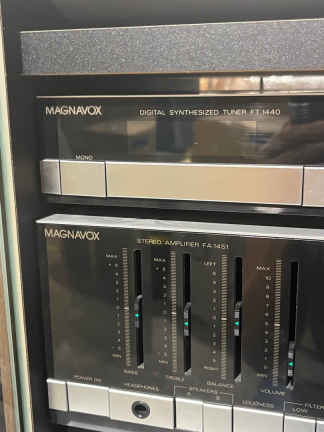 MAGNAVOX
DIGITAL SYNTHESIZED TUNER FT 1440
MONO
MAGNAVOX
STEREO AMPLIFIER FA 1451
MAX
MAX
LEFT
MAX
MIN
MIN
RIGHT
MIN
BASS
TREBLE
BALANCE
VOLUME
POWER ON
HEADPHONES
SPEAKERS
LOUDNESS
FILTER
A
B
LOW